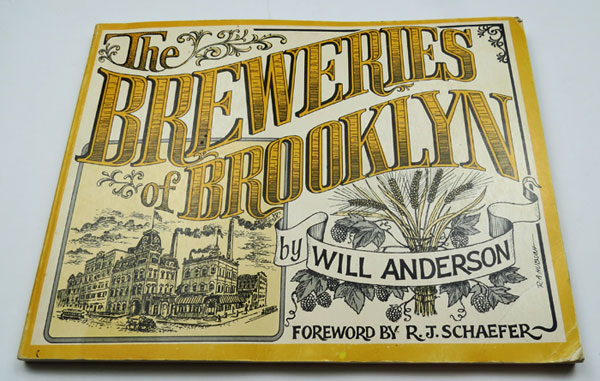 The
BREWERIES
of BROOKLYN
by WILL ANDERSON
FOREWORD BY R.J. SCHAEFER